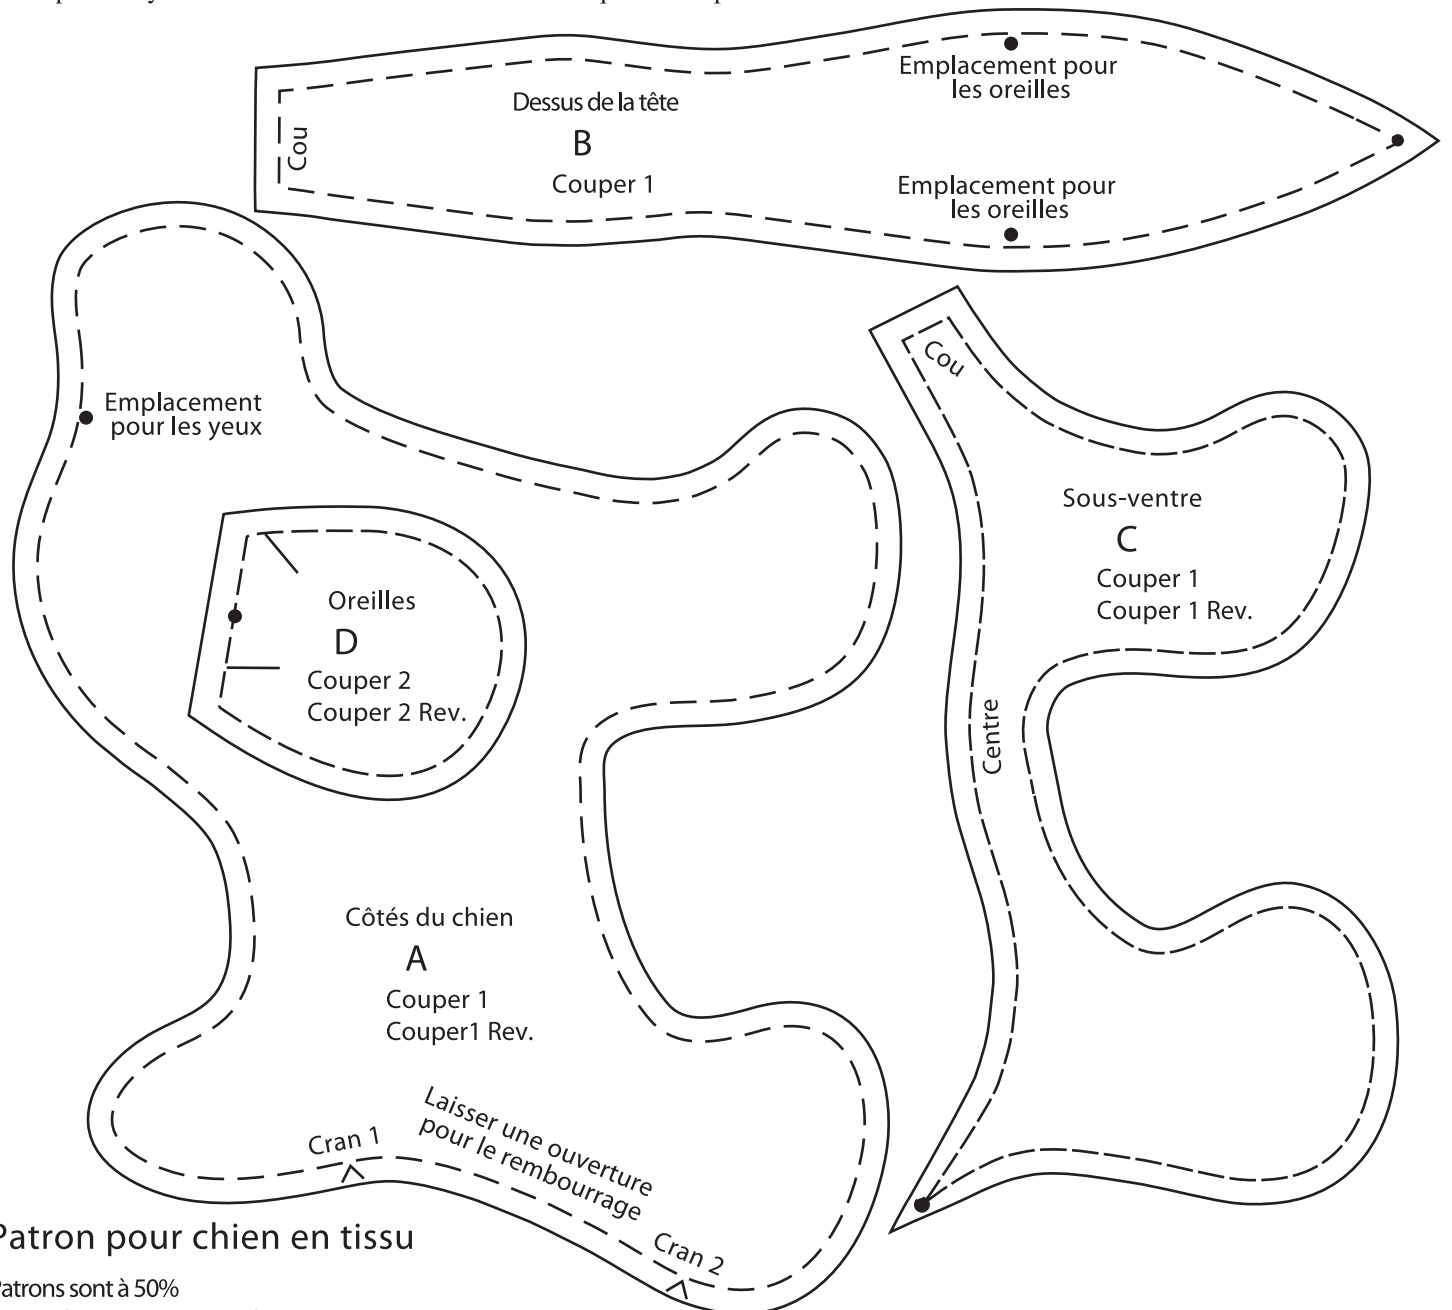 Emplacement pour
les oreilles
Dessus de la tête
B
Couper 1
Cou
Emplacement pour
les oreilles
Cou
Emplacement
pour les yeux
Sous-ventre
C
Couper 1
Couper 1 Rev.
Oreilles
D
Couper 2
Couper 2 Rev.
Centre
Côtés du chien
A
Couper 1
Couper1 Rev.
Laisser une ouverture
pour le rembourrage
Cran 1
Cran 2
Patron pour chien en tissu
Patrons sont à 50%